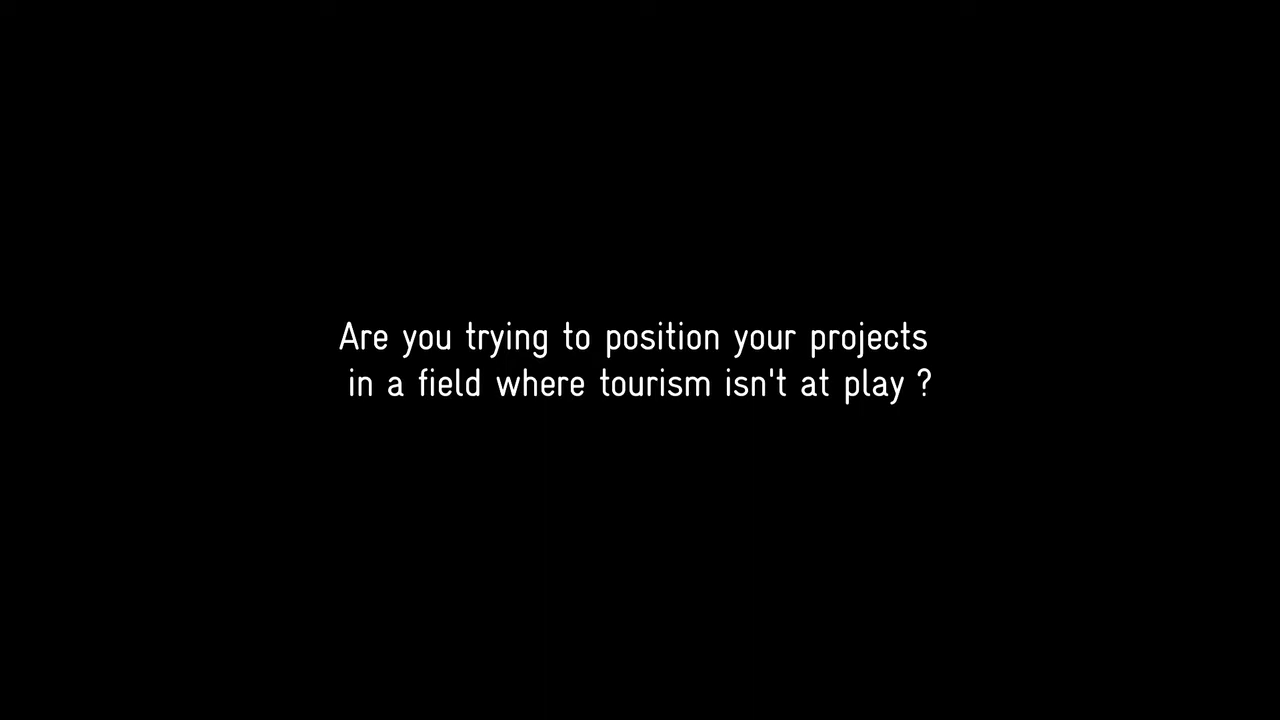 Are you trying to position your projects
in a field where tourism isn't at play ?